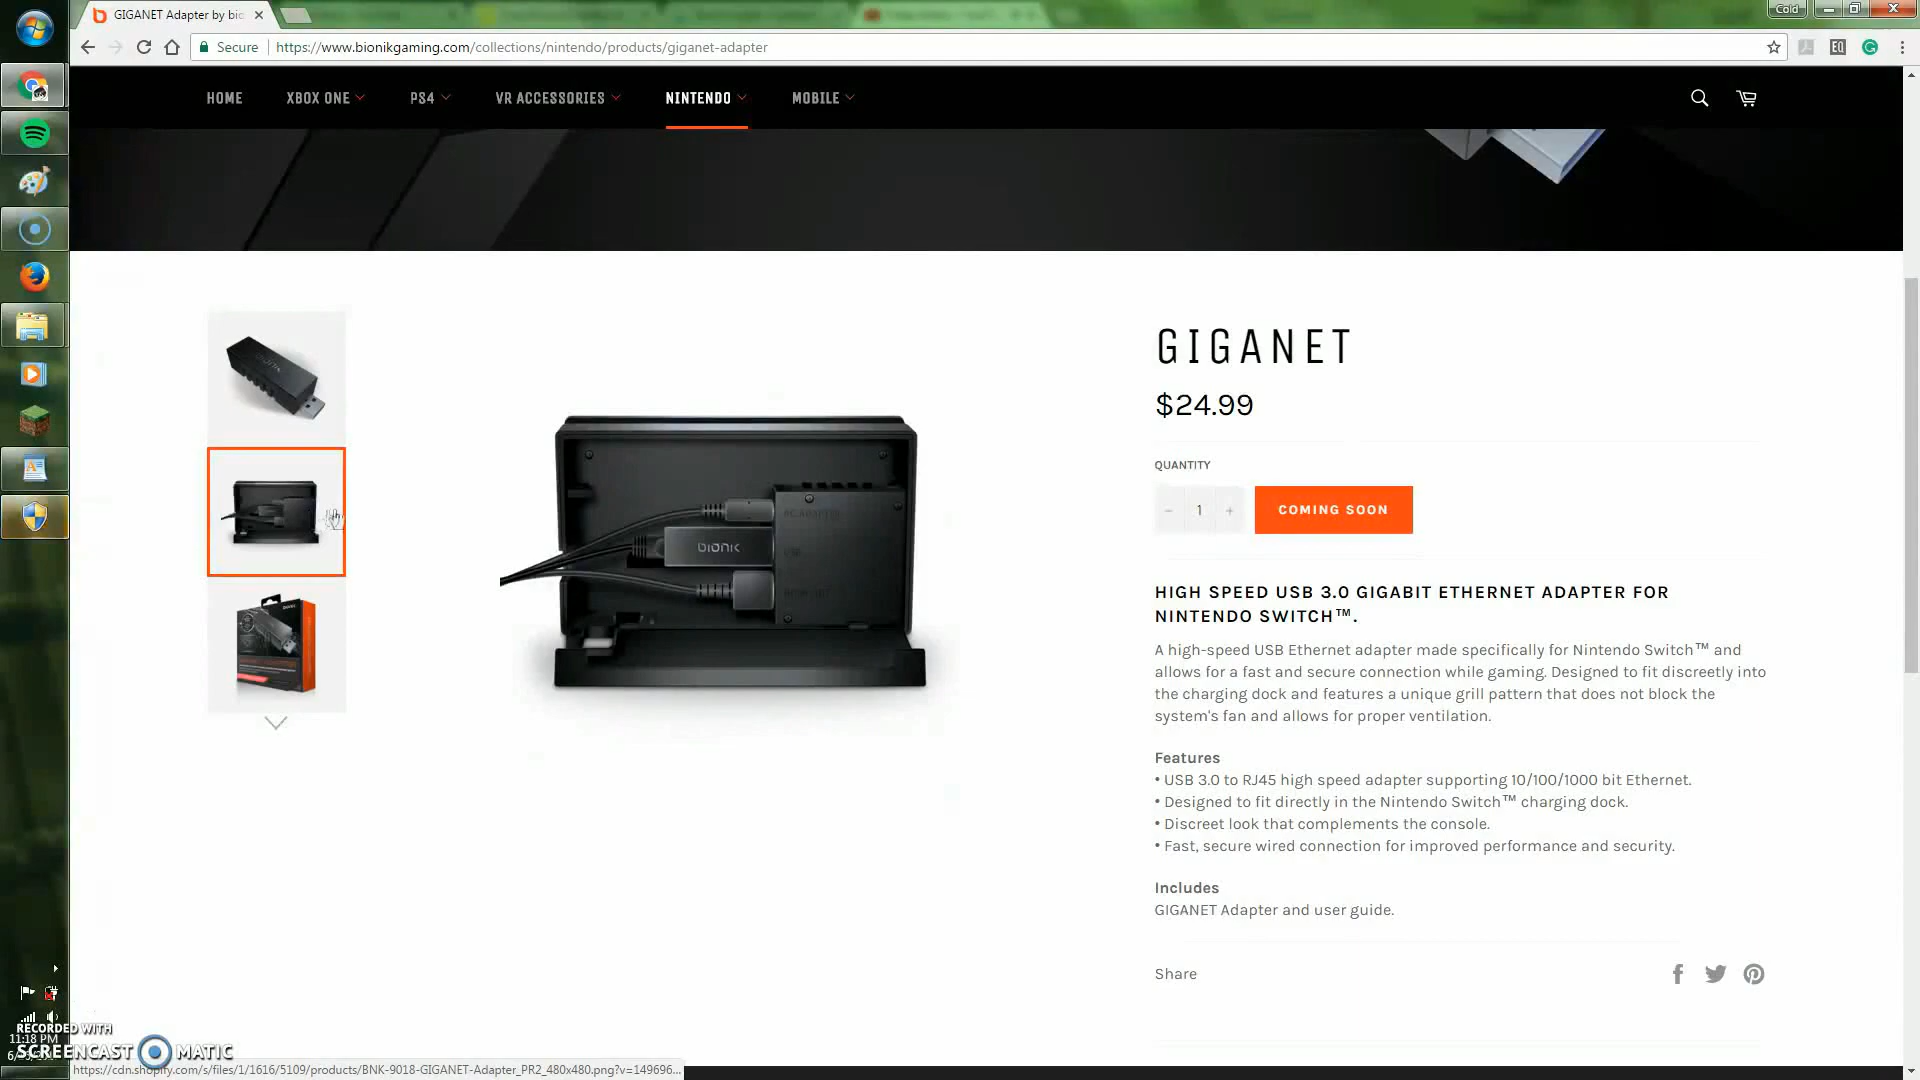 GIGANET Adapter by bio
Cold
Secure
https://www.bionikgaming.com/collections/nintendo/products/giganet-adapter
EQ
HOME
XBOX ONE
PS4
VR ACCESSORIES
NINTENDO
MOBILE
GIGANET
$24.99
QUANTITY
− 1 +
COMING SOON
bionik
HIGH SPEED USB 3.0 GIGABIT ETHERNET ADAPTER FOR
NINTENDO SWITCH™.
A high-speed USB Ethernet adapter made specifically for Nintendo Switch™ and
allows for a fast and secure connection while gaming. Designed to fit discreetly into
the charging dock and features a unique grill pattern that does not block the
system's fan and allows for proper ventilation.
Features
• USB 3.0 to RJ45 high speed adapter supporting 10/100/1000 bit Ethernet.
• Designed to fit directly in the Nintendo Switch™ charging dock.
• Discreet look that complements the console.
• Fast, secure wired connection for improved performance and security.
Includes
GIGANET Adapter and user guide.
Share
RECORDED WITH
11:18 PM
SCREENCAST MATIC
https://cdn.shopify.com/s/files/1/1616/5109/products/BNK-9018-GIGANET-Adapter_PR2_480x480.png?v=149696...